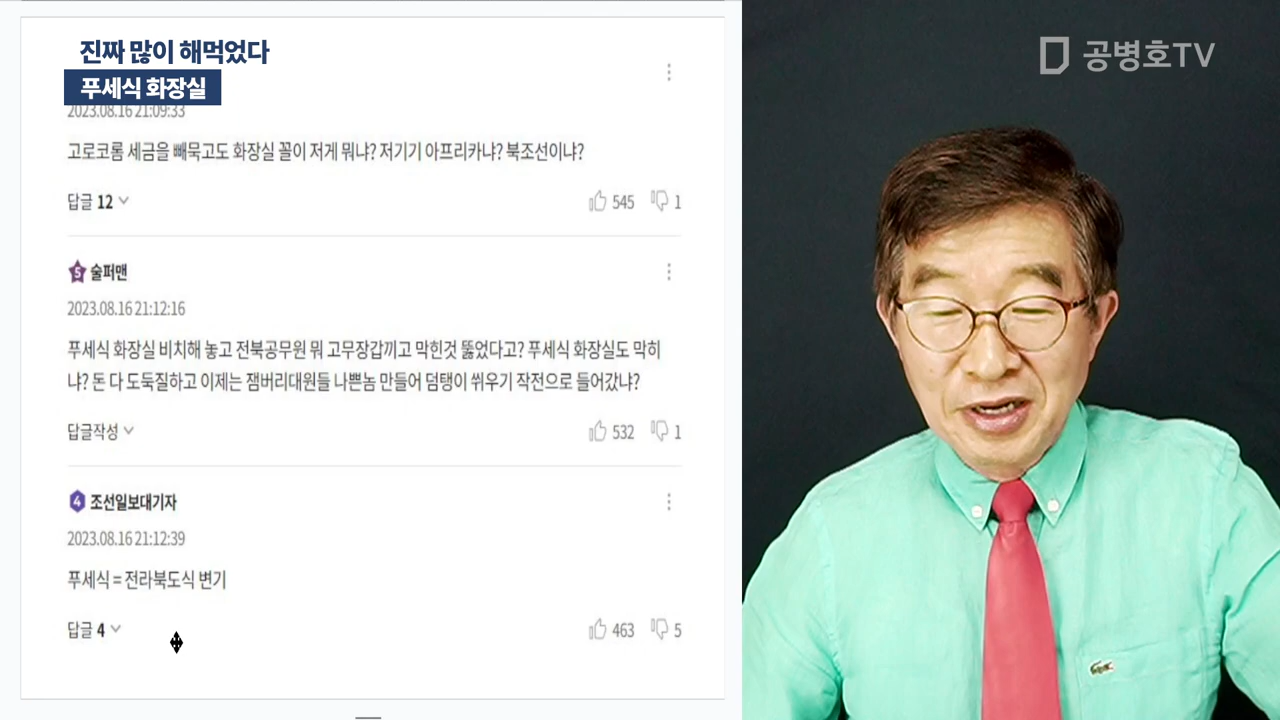 진짜 많이 해먹었다
푸세식 화장실
공병호TV
2023.08.16 21:09:33
고로코롬 세금을 빼묵고도 화장실 꼴이 저게 뭐냐? 저기기 아프리카냐? 북조선이냐?
답글 12
545 1
5 술퍼맨
2023.08.16 21:12:16
푸세식 화장실 비치해 놓고 전북공무원 뭐 고무장갑끼고 막힌것 뚫었다고? 푸세식 화장실도 막히
냐? 돈 다 도둑질하고 이제는 잼버리대원들 나쁜놈 만들어 덤탱이 쒸우기 작전으로 들어갔냐?
답글작성
532 1
4 조선일보대기자
2023.08.16 21:12:39
푸세식 = 전라북도식 변기
답글 4
463 5